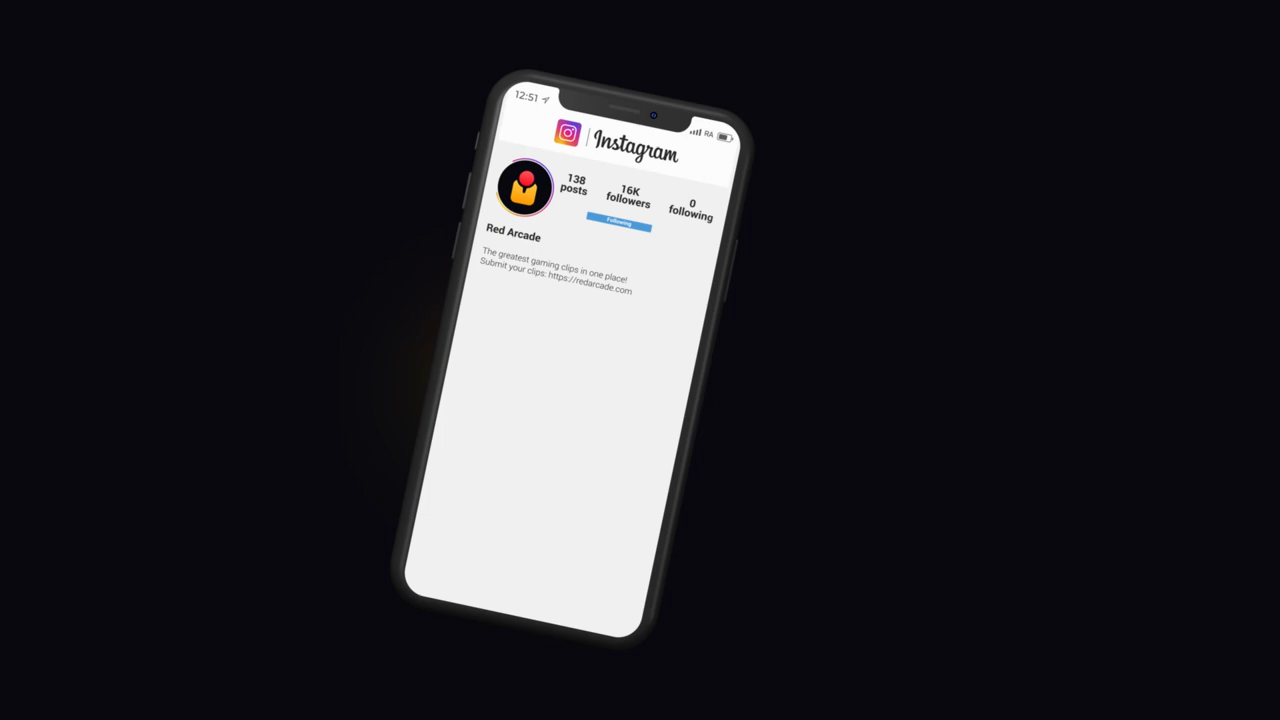 12:51
RA
Instagram
138
posts
16K
followers
0
following
Following
Red Arcade
The greatest gaming clips in one place!
Submit your clips: https://redarcade.com